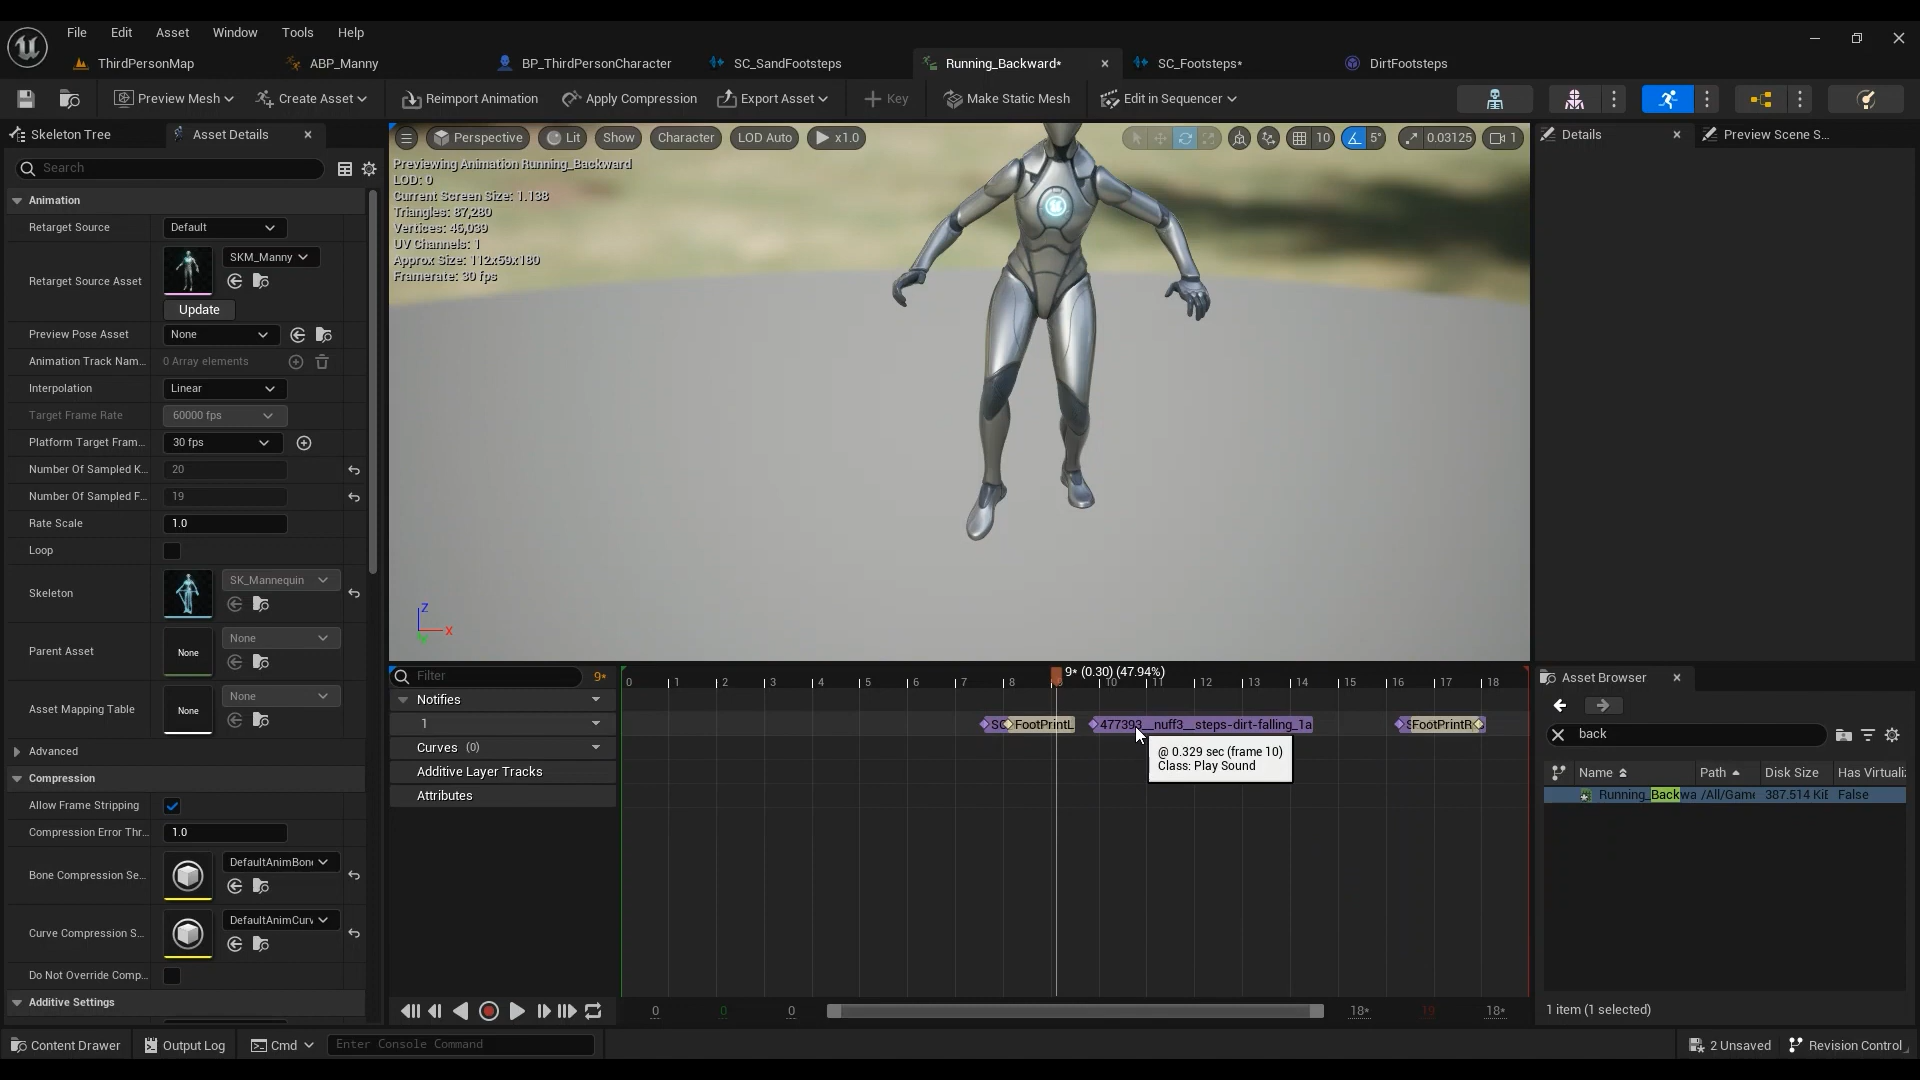 File Edit Asset Window Tools Help
ThirdPersonMap ABP_Manny BP_ThirdPersonCharacter SC_SandFootsteps Running_Backward* SC_Footsteps* DirtFootsteps
Preview Mesh Create Asset Reimport Animation Apply Compression Export Asset Key Make Static Mesh Edit in Sequencer
Skeleton Tree Asset Details
Search
Animation
Retarget Source Default
Retarget Source Asset SKM_Manny
Update
Preview Pose Asset None
Animation Track Nam... 0 Array elements
Interpolation Linear
Target Frame Rate 60000 fps
Platform Target Fram... 30 fps
Number Of Sampled K... 20
Number Of Sampled F... 19
Rate Scale 1.0
Loop
Skeleton SK_Mannequin
Parent Asset None None
Asset Mapping Table None None
Advanced
Compression
Allow Frame Stripping
Compression Error Thr... 1.0
Bone Compression Se... DefaultAnimBon
Curve Compression S... DefaultAnimCurv
Do Not Override Comp...
Additive Settings
Perspective Lit Show Character LOD Auto x1.0 10 5° 0.03125 1
Previewing Animation Running_Backward
LOD: 0
Current Screen Size: 1.138
Triangles: 87,280
Vertices: 46,039
UV Channels: 1
Approx Size: 112x59x180
Framerate: 30 fps
Z
X
Filter 9*
9* (0.30) (47.94%)
0 1 2 3 4 5 6 7 8 10 11 12 13 14 15 16 17 18
Notifies
1 SC FootPrintL 477393__nuff3__steps-dirt-falling_1a S FootPrintR
Curves (0)
Additive Layer Tracks
Attributes
@ 0.329 sec (frame 10)
Class: Play Sound
0 0 0 18* 19 18*
Details Preview Scene S...
Asset Browser
back
Name Path Disk Size Has Virtualiz
Running_Backwa /All/Game 387.514 KiB False
1 item (1 selected)
Content Drawer Output Log Cmd Enter Console Command 2 Unsaved Revision Control